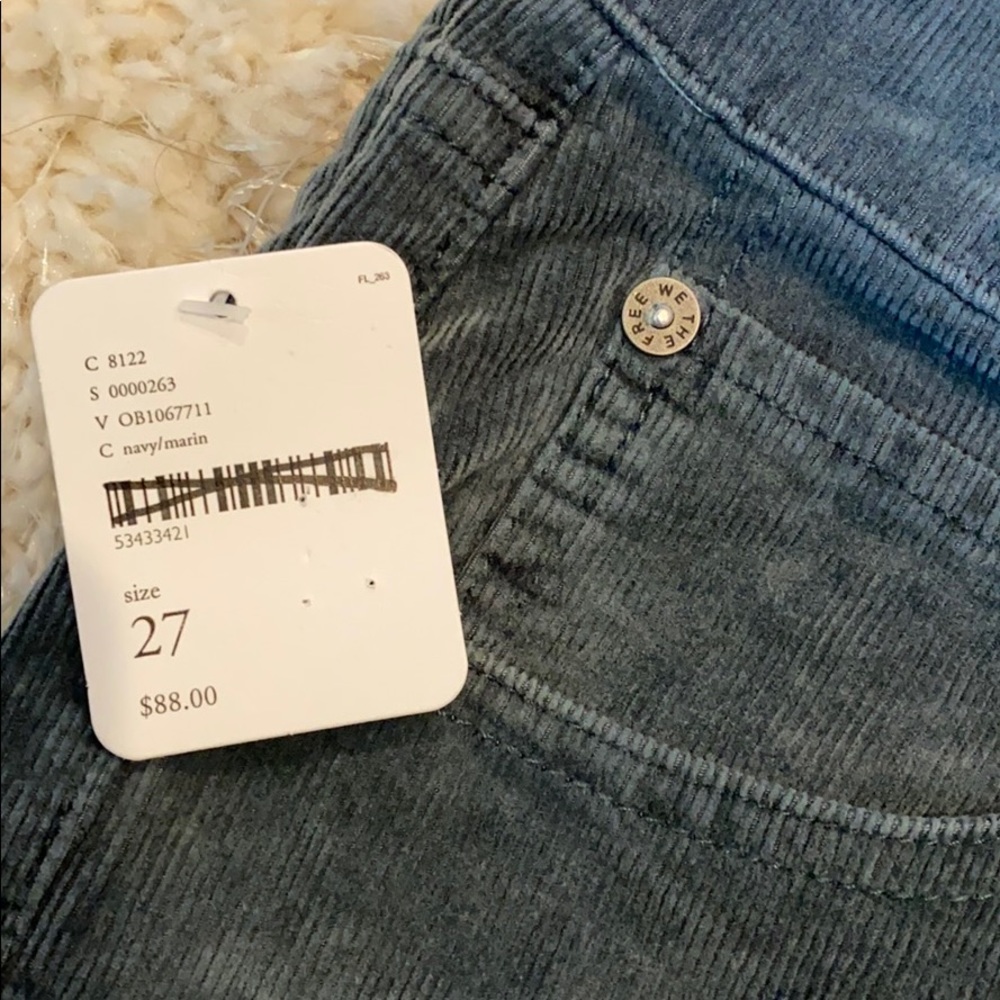 FL_263
C 8122
S 0000263
V OB1067711
C navy/marin
53433421
size
27
$88.00
WE THE FREE